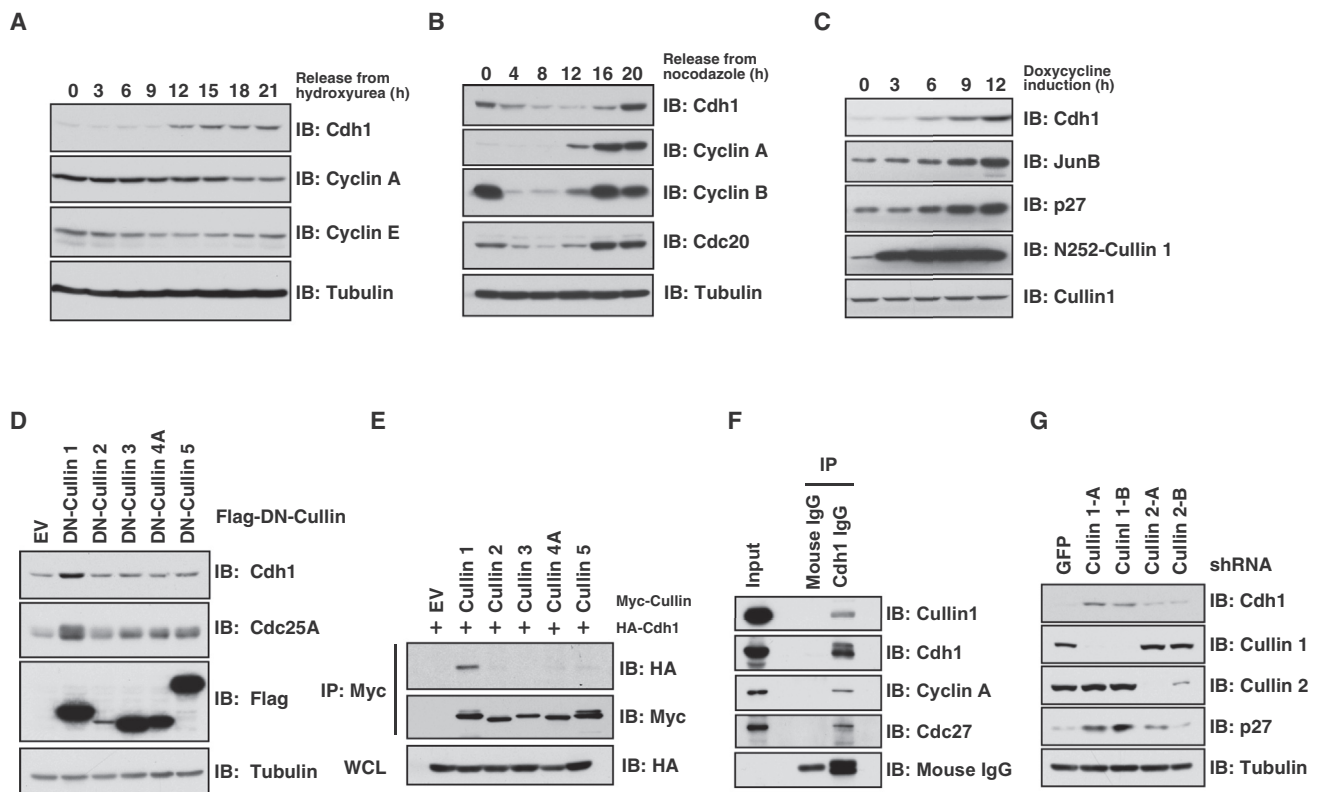 A
0 3 6 9 12 15 18 21
Release from
hydroxyurea (h)
IB: Cdh1
IB: Cyclin A
IB: Cyclin E
IB: Tubulin
B
0 4 8 12 16 20
Release from
nocodazole (h)
IB: Cdh1
IB: Cyclin A
IB: Cyclin B
IB: Cdc20
IB: Tubulin
C
0 3 6 9 12
Doxycycline
induction (h)
IB: Cdh1
IB: JunB
IB: p27
IB: N252-Cullin 1
IB: Cullin1
D
EV
DN-Cullin 1
DN-Cullin 2
DN-Cullin 3
DN-Cullin 4A
DN-Cullin 5
Flag-DN-Cullin
IB: Cdh1
IB: Cdc25A
IB: Flag
IB: Tubulin
E
EV
Cullin 1
Cullin 2
Cullin 3
Cullin 4A
Cullin 5
Myc-Cullin
+ + + + + +
HA-Cdh1
IP: Myc
IB: HA
IB: Myc
WCL
IB: HA
F
IP
Input
Mouse IgG
Cdh1 IgG
IB: Cullin1
IB: Cdh1
IB: Cyclin A
IB: Cdc27
IB: Mouse IgG
G
GFP
Cullin 1-A
Cullinl 1-B
Cullin 2-A
Cullin 2-B
shRNA
IB: Cdh1
IB: Cullin 1
IB: Cullin 2
IB: p27
IB: Tubulin